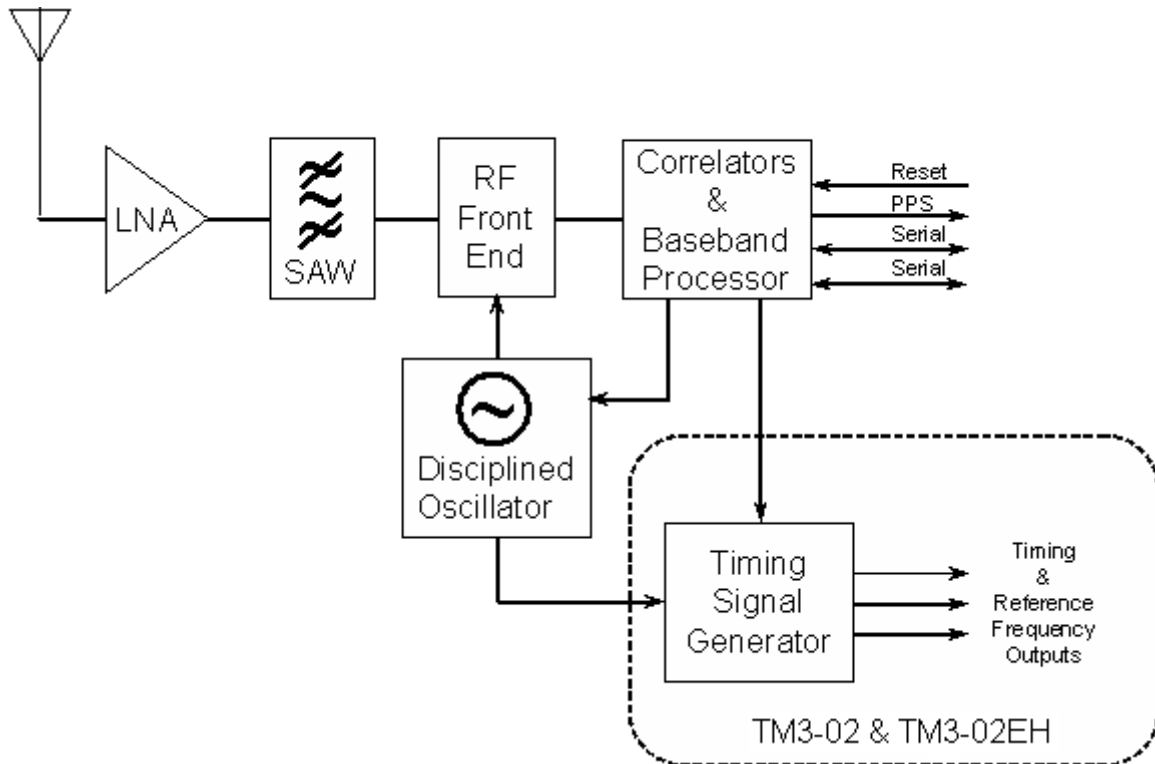 LNA
SAW
RF
Front
End
Correlators
&
Baseband
Processor
Reset
PPS
Serial
Serial
Disciplined
Oscillator
Timing
Signal
Generator
Timing
&
Reference
Frequency
Outputs
TM3-02 & TM3-02EH